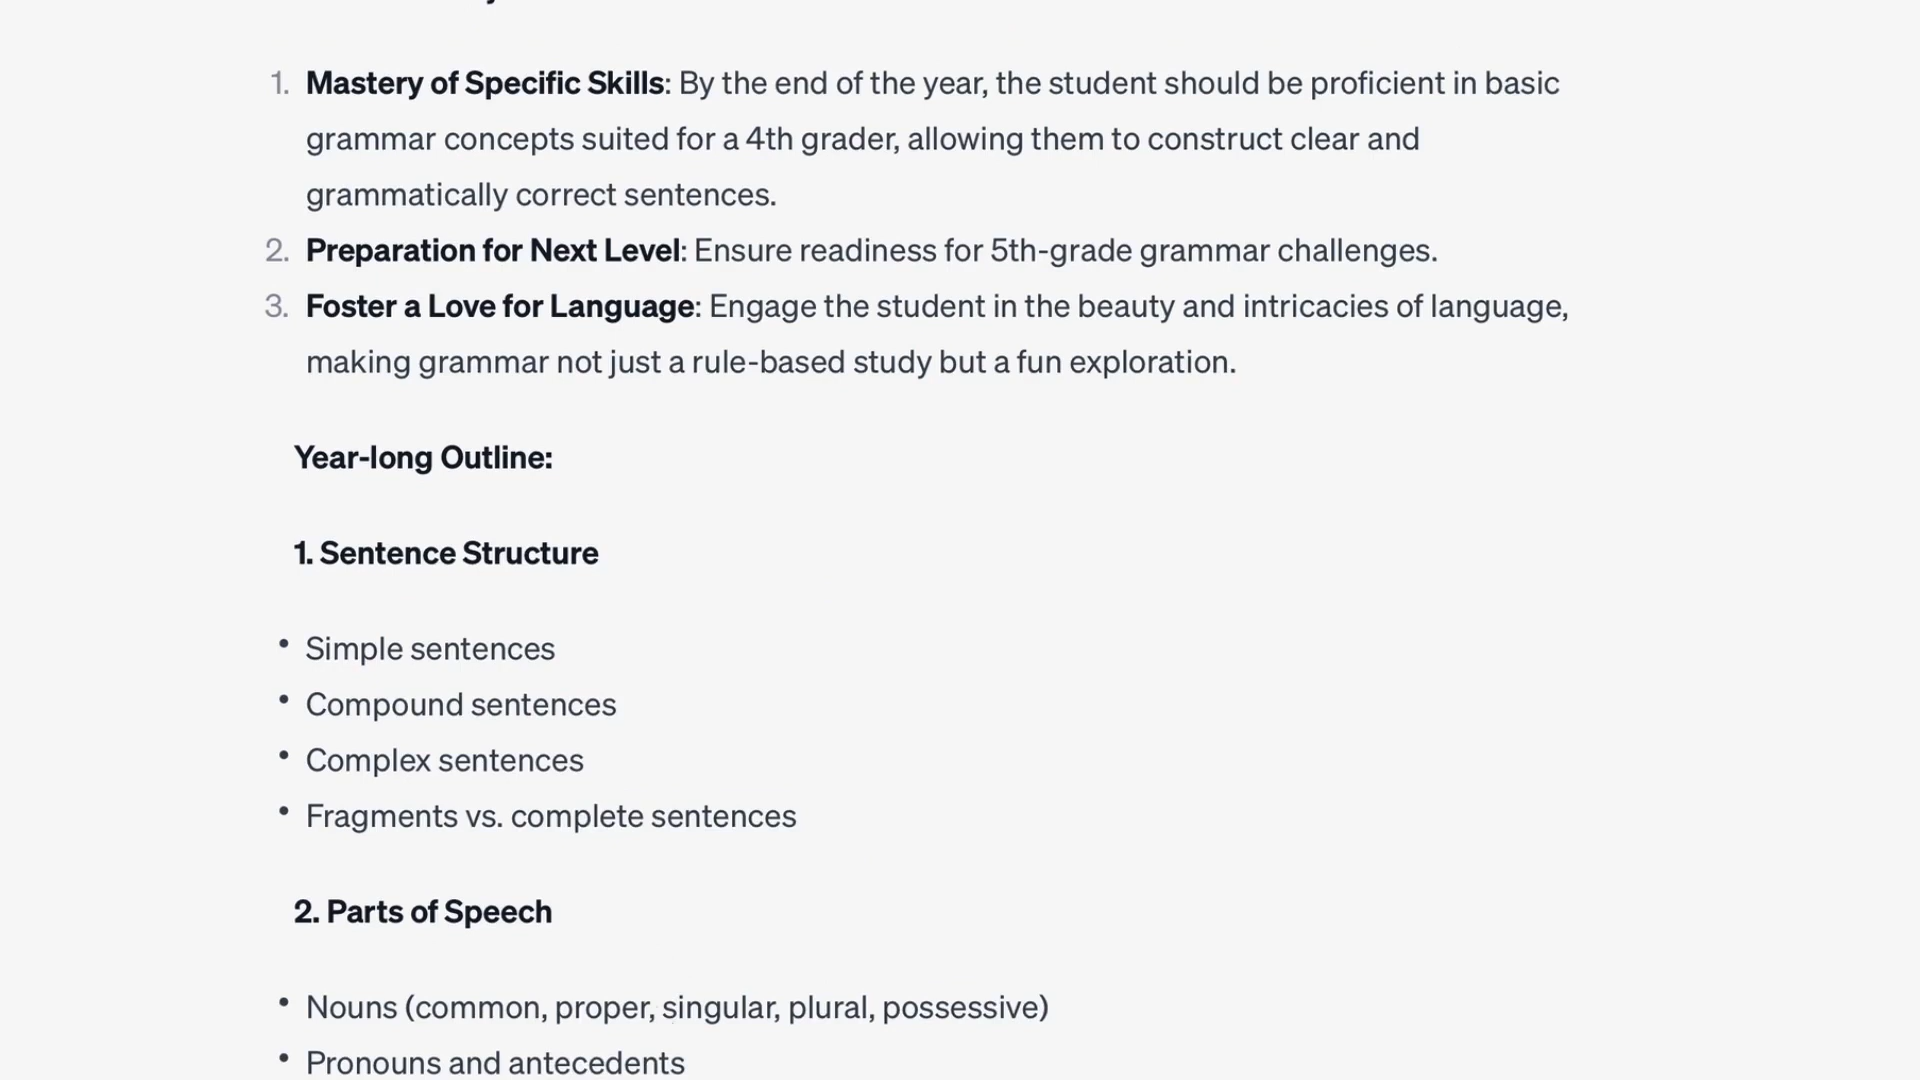 1. Mastery of Specific Skills: By the end of the year, the student should be proficient in basic
grammar concepts suited for a 4th grader, allowing them to construct clear and
grammatically correct sentences.
2. Preparation for Next Level: Ensure readiness for 5th-grade grammar challenges.
3. Foster a Love for Language: Engage the student in the beauty and intricacies of language,
making grammar not just a rule-based study but a fun exploration.
Year-long Outline:
1. Sentence Structure
• Simple sentences
• Compound sentences
• Complex sentences
• Fragments vs. complete sentences
2. Parts of Speech
• Nouns (common, proper, singular, plural, possessive)
• Pronouns and antecedents